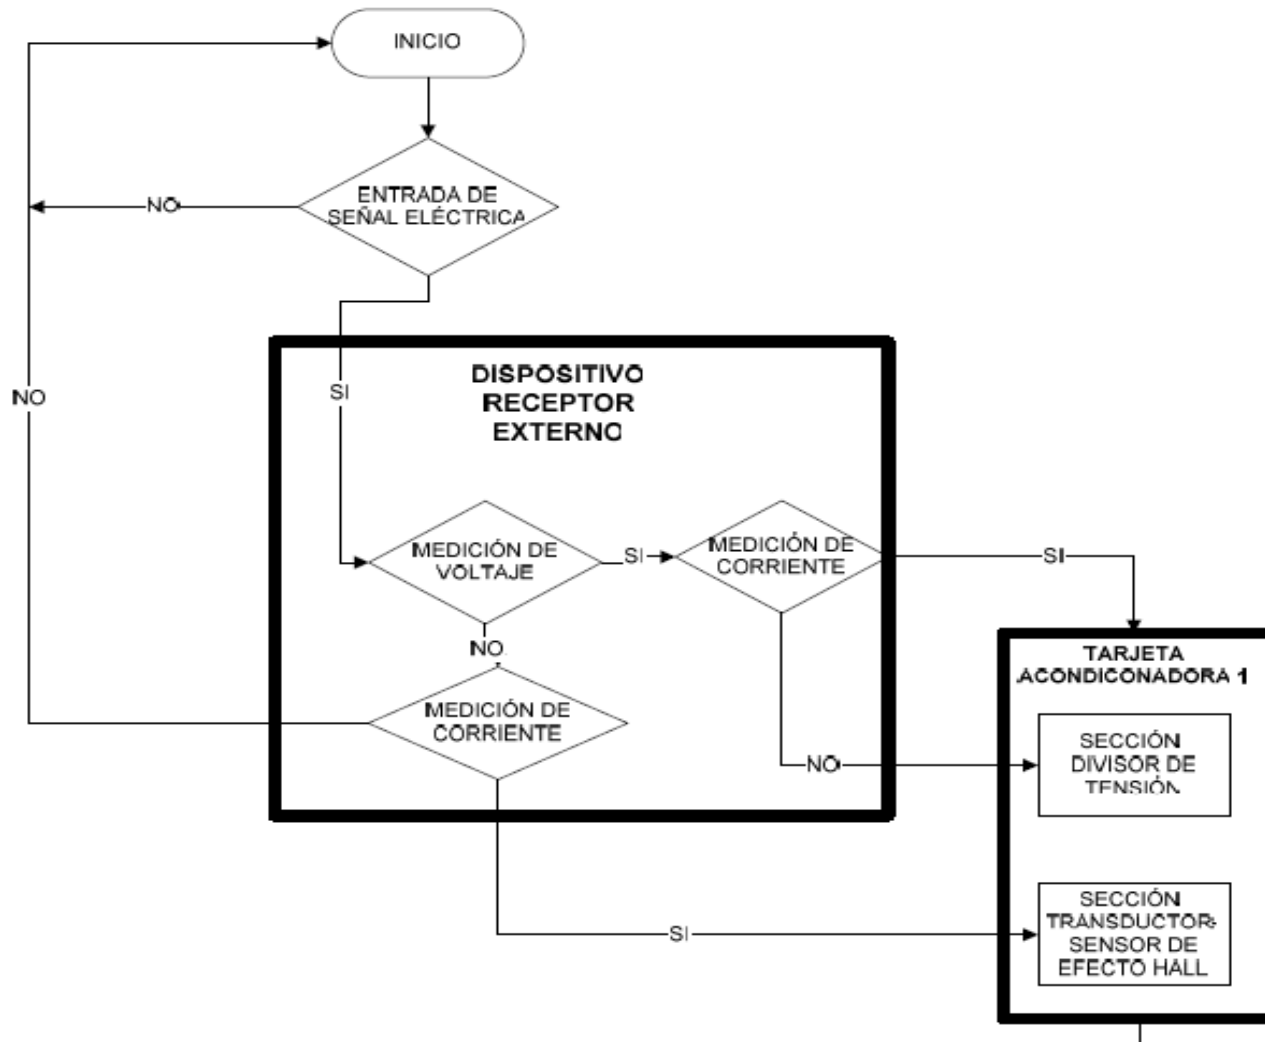 INICIO
ENTRADA DE
SEÑAL ELÉCTRICA
NO
SI
NO
DISPOSITIVO
RECEPTOR
EXTERNO
MEDICIÓN DE
VOLTAJE
SI
MEDICIÓN DE
CORRIENTE
SI
NO
MEDICIÓN DE
CORRIENTE
NO
SI
TARJETA
ACONDICONADORA 1
SECCIÓN
DIVISOR DE
TENSIÓN
SECCIÓN
TRANSDUCTOR-
SENSOR DE
EFECTO HALL